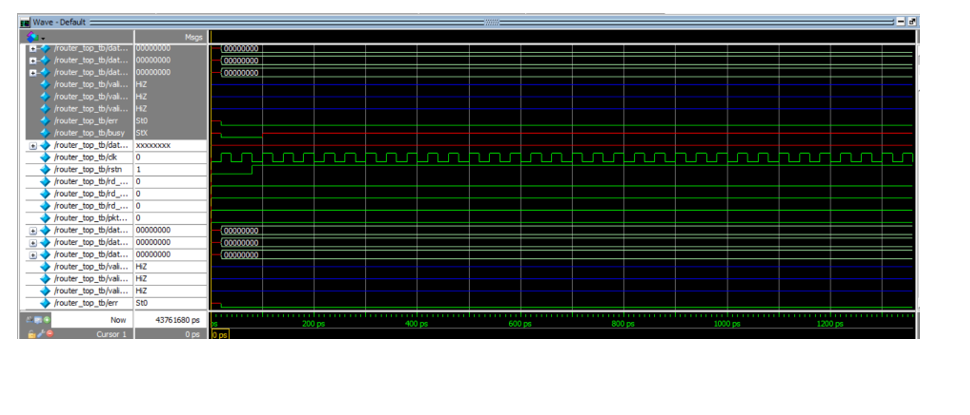 Wave - Default
Msgs
/router_top_tb/dat... 00000000 00000000
/router_top_tb/dat... 00000000 00000000
/router_top_tb/dat... 00000000 00000000
/router_top_tb/vali... HiZ
/router_top_tb/vali... HiZ
/router_top_tb/vali... HiZ
/router_top_tb/err St0
/router_top_tb/busy StX
/router_top_tb/dat... xxxxxxxx
/router_top_tb/clk 0
/router_top_tb/rstn 1
/router_top_tb/rd_... 0
/router_top_tb/rd_... 0
/router_top_tb/rd_... 0
/router_top_tb/pkt... 0
/router_top_tb/dat... 00000000 00000000
/router_top_tb/dat... 00000000 00000000
/router_top_tb/dat... 00000000 00000000
/router_top_tb/vali... HiZ
/router_top_tb/vali... HiZ
/router_top_tb/vali... HiZ
/router_top_tb/err St0
Now 43761680 ps ps 200 ps 400 ps 600 ps 800 ps 1000 ps 1200 ps
Cursor 1 0 ps 0 ps